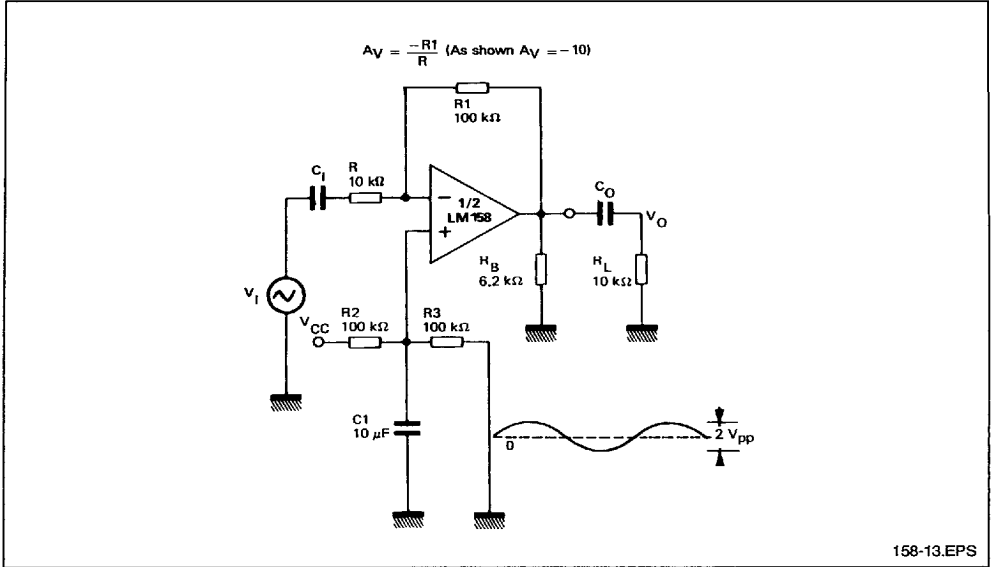 A_V = −R1/R (As shown A_V = −10)
R1
100 kΩ
C_I
R
10 kΩ
−
1/2
LM158
+
C_O
V_O
R_B
6.2 kΩ
R_L
10 kΩ
V_I
V_CC
R2
100 kΩ
R3
100 kΩ
C1
10 µF
0
2 V_pp
158-13.EPS